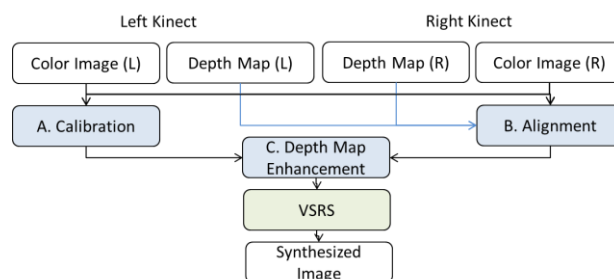 Left Kinect
Right Kinect
Color Image (L)
Depth Map (L)
Depth Map (R)
Color Image (R)
A. Calibration
B. Alignment
C. Depth Map
Enhancement
VSRS
Synthesized
Image